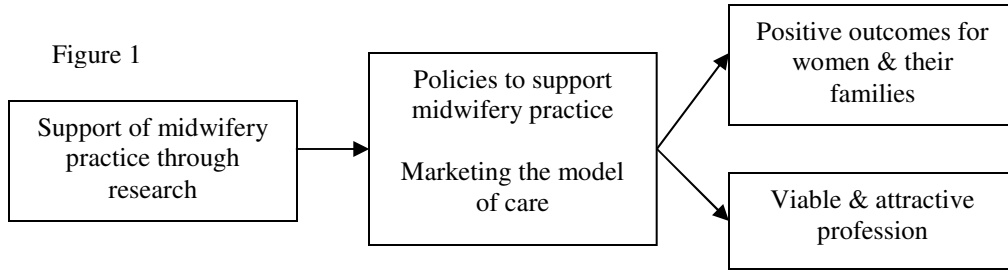 Figure 1
Support of midwifery
practice through
research
Policies to support
midwifery practice
Marketing the model
of care
Positive outcomes for
women & their
families
Viable & attractive
profession